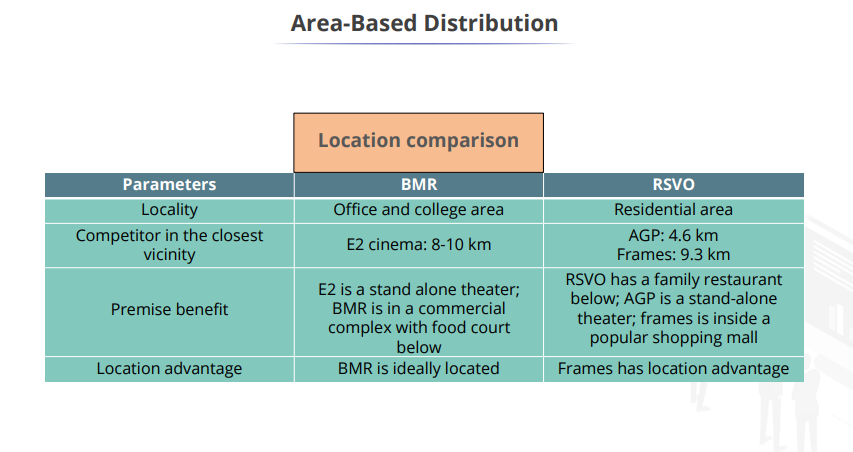 Area-Based Distribution
Location comparison
Parameters BMR RSVO
Locality Office and college area Residential area
Competitor in the closest
vicinity
E2 cinema: 8-10 km
AGP: 4.6 km
Frames: 9.3 km
Premise benefit
E2 is a stand alone theater;
BMR is in a commercial
complex with food court
below
RSVO has a family restaurant
below; AGP is a stand-alone
theater; frames is inside a
popular shopping mall
Location advantage BMR is ideally located Frames has location advantage